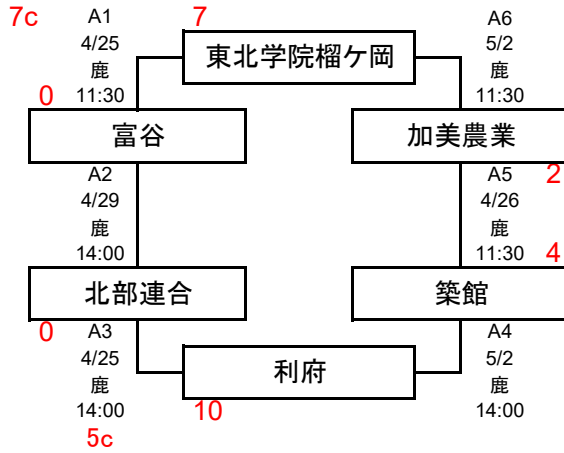 7c
A1
4/25
鹿
11:30
0
7
東北学院榴ケ岡
A6
5/2
鹿
11:30
富谷
加美農業
A2
4/29
鹿
14:00
A5
4/26
鹿
11:30
2
4
北部連合
築館
0
A3
4/25
鹿
14:00
5c
利府
10
A4
5/2
鹿
14:00